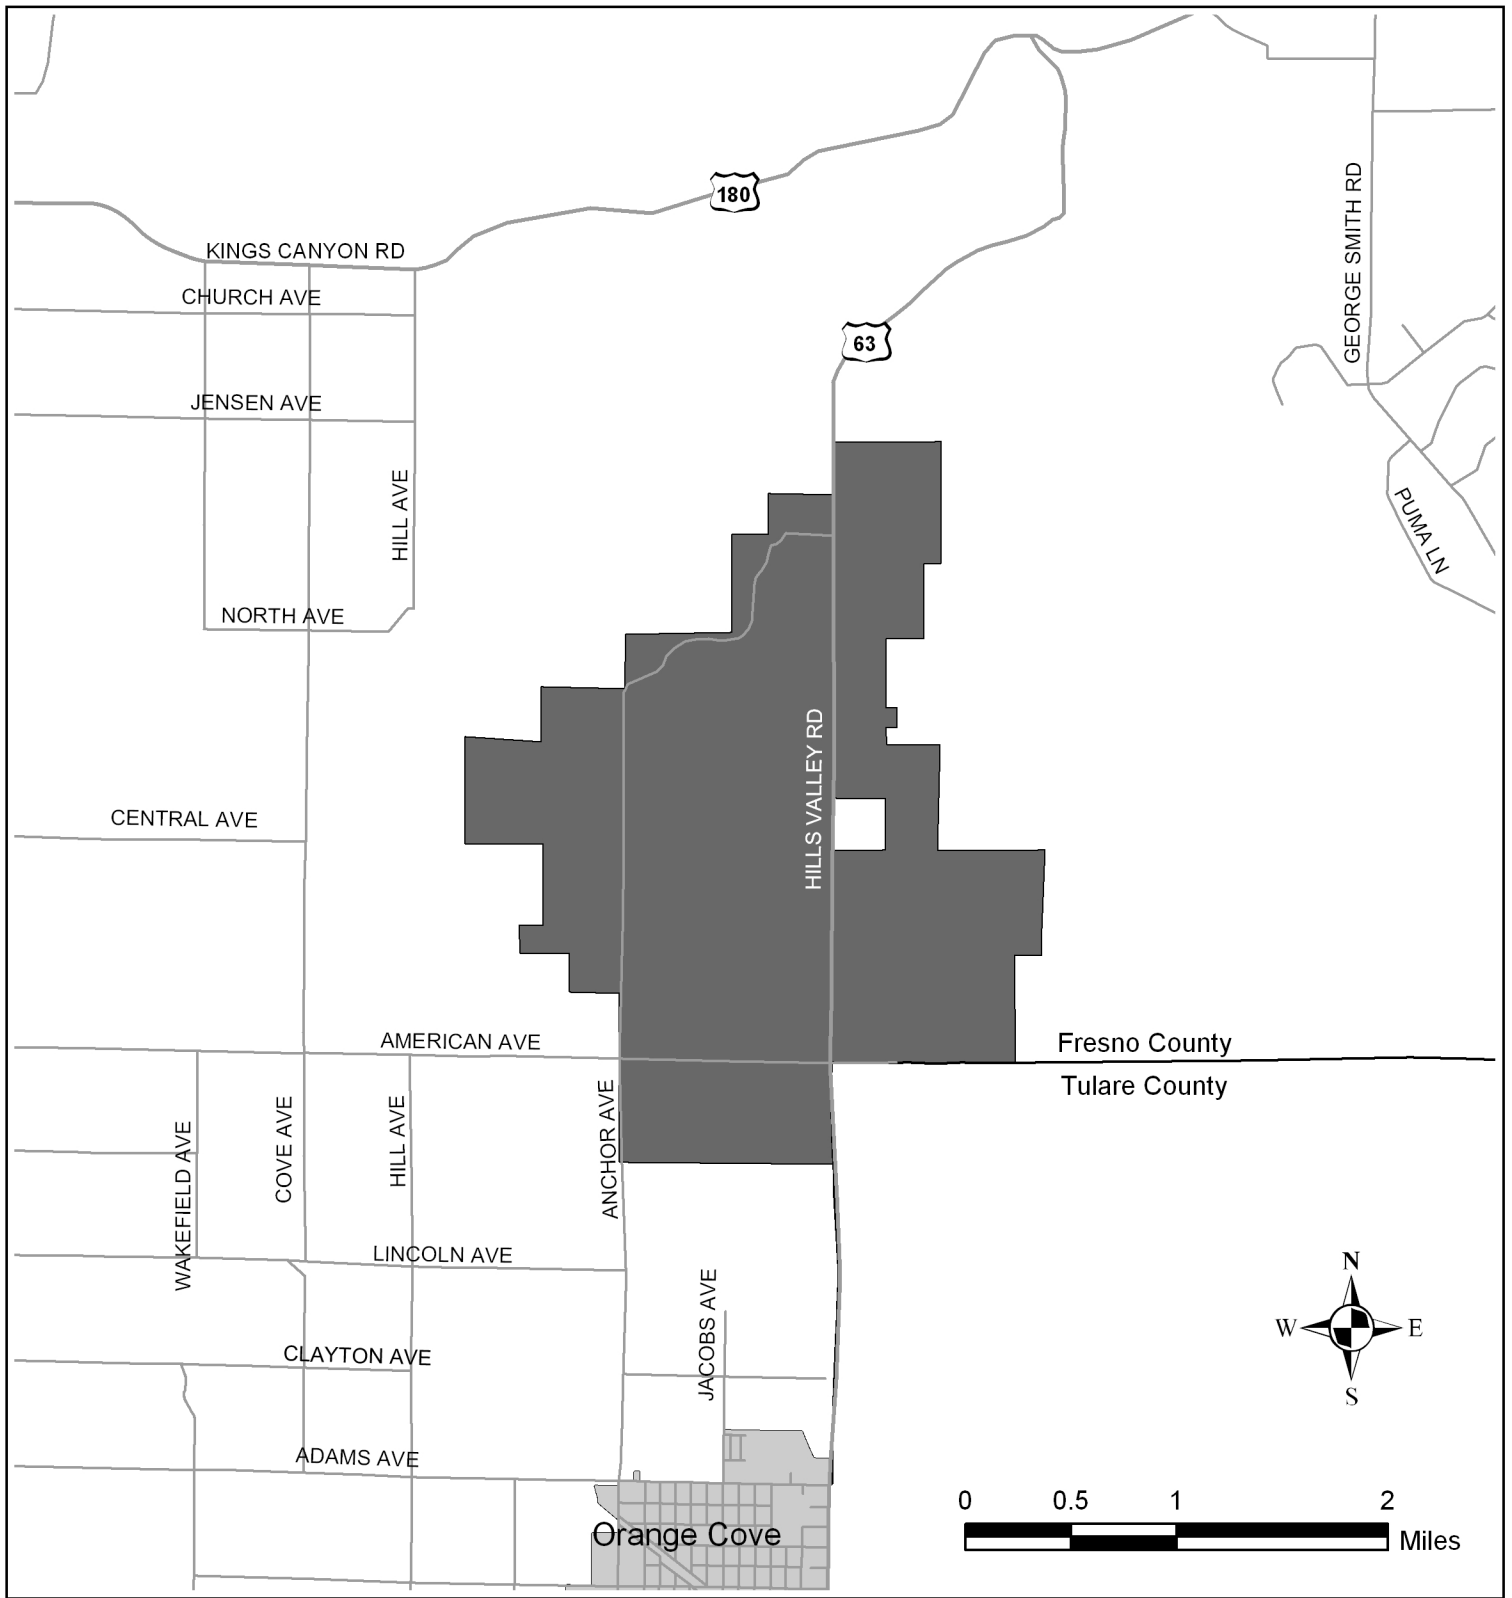 180
KINGS CANYON RD
GEORGE SMITH RD
CHURCH AVE
63
JENSEN AVE
HILL AVE
PUMA LN
NORTH AVE
HILLS VALLEY RD
CENTRAL AVE
AMERICAN AVE
Fresno County
Tulare County
WAKEFIELD AVE
COVE AVE
HILL AVE
ANCHOR AVE
LINCOLN AVE
N
W
E
S
JACOBS AVE
CLAYTON AVE
ADAMS AVE
0 0.5 1 2
Miles
Orange Cove